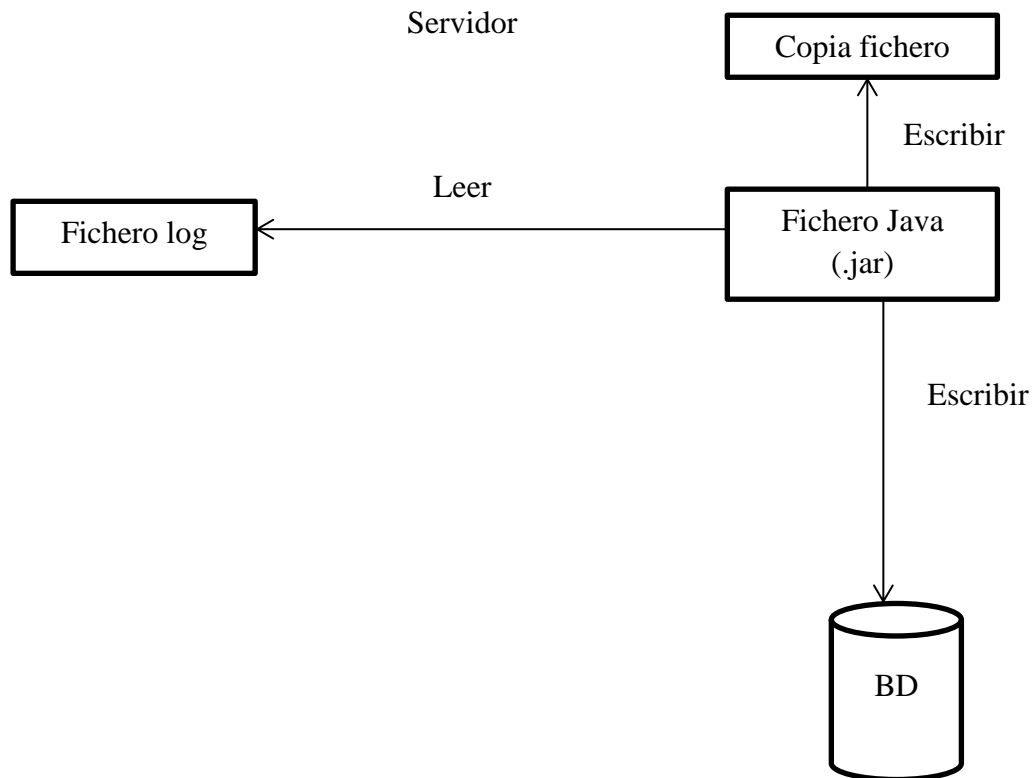 Servidor
Copia fichero
Escribir
Leer
Fichero log
Fichero Java
(.jar)
Escribir
BD